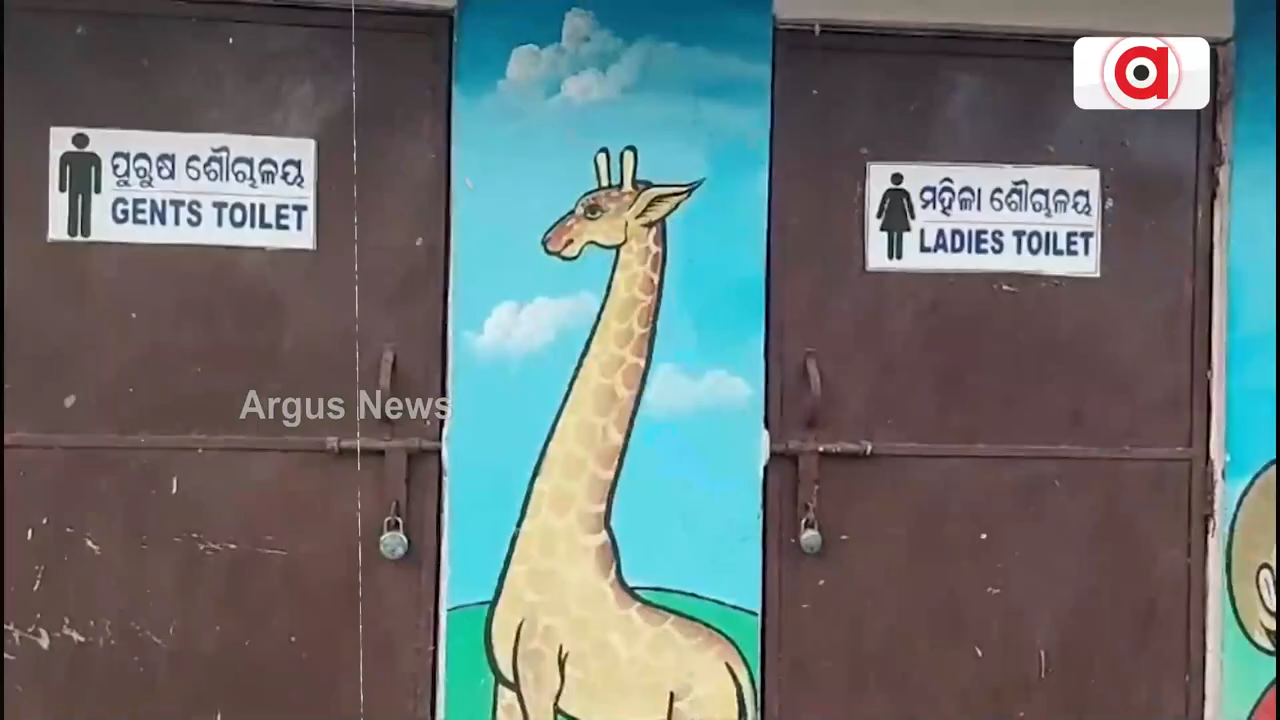 ପୁରୁଷ ଶୌଚାଳୟ
GENTS TOILET
ମହିଳା ଶୌଚାଳୟ
LADIES TOILET
Argus News
a